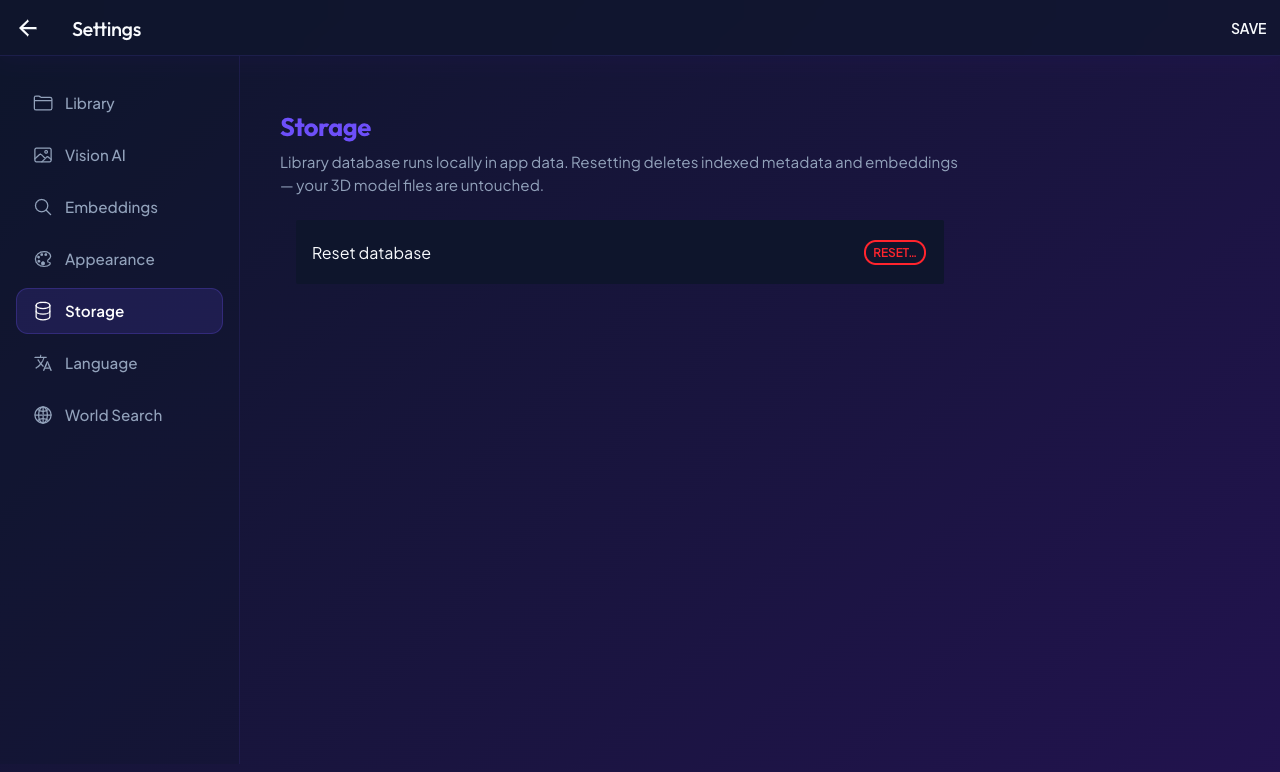 Settings
SAVE
Library
Vision AI
Embeddings
Appearance
Storage
Language
World Search
Storage
Library database runs locally in app data. Resetting deletes indexed metadata and embeddings
— your 3D model files are untouched.
Reset database
RESET…